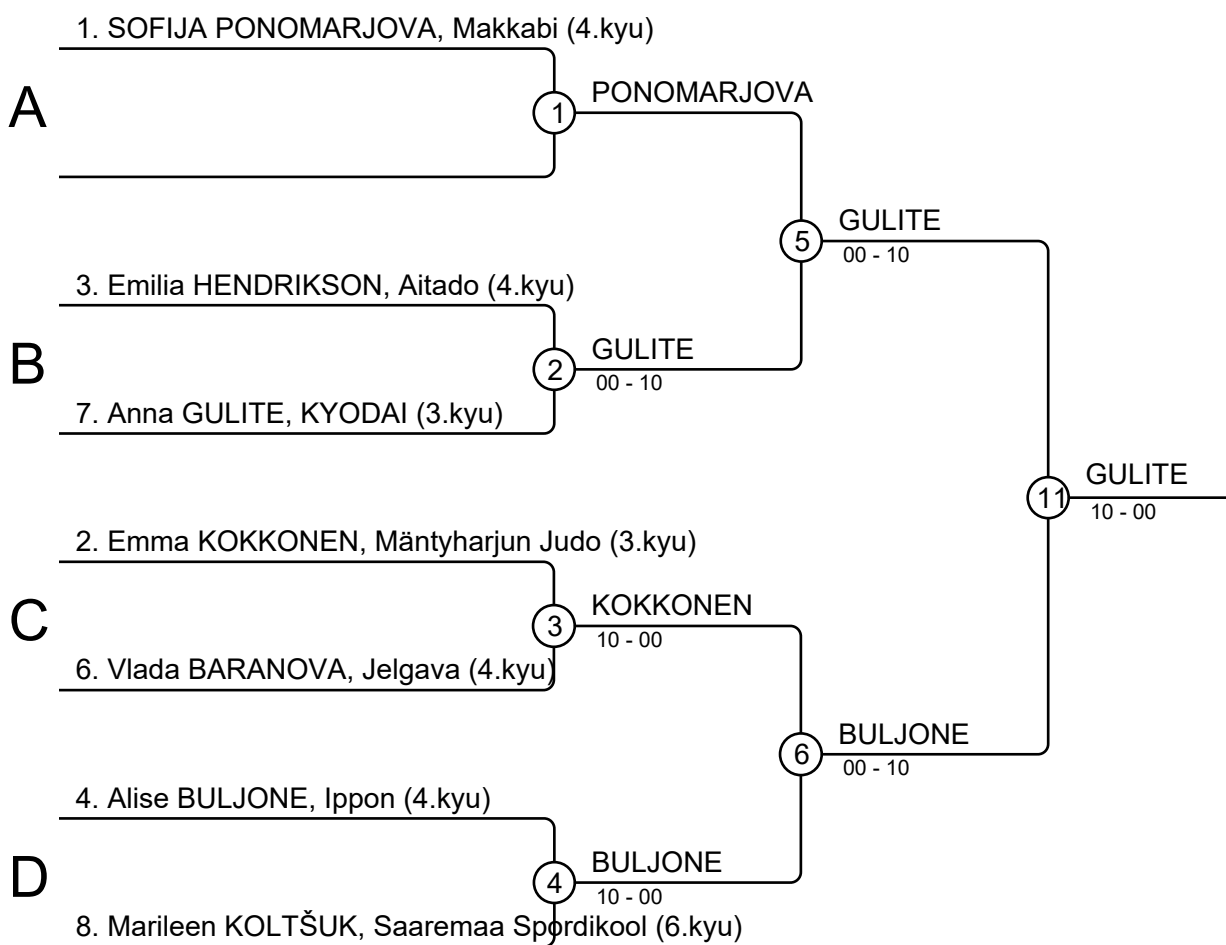 1. SOFIJA PONOMARJOVA, Makkabi (4.kyu)
A
1
PONOMARJOVA
5
GULITE
00 - 10
3. Emilia HENDRIKSON, Aitado (4.kyu)
B
2
GULITE
00 - 10
7. Anna GULITE, KYODAI (3.kyu)
11
GULITE
10 - 00
2. Emma KOKKONEN, Mäntyharjun Judo (3.kyu)
C
3
KOKKONEN
10 - 00
6. Vlada BARANOVA, Jelgava (4.kyu)
6
BULJONE
00 - 10
4. Alise BULJONE, Ippon (4.kyu)
D
4
BULJONE
10 - 00
8. Marileen KOLTŠUK, Saaremaa Spordikool (6.kyu)